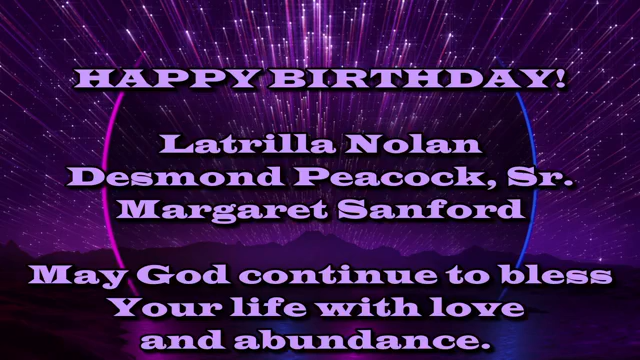 HAPPY BIRTHDAY!
Latrilla Nolan
Desmond Peacock, Sr.
Margaret Sanford
May God continue to bless
Your life with love
and abundance.